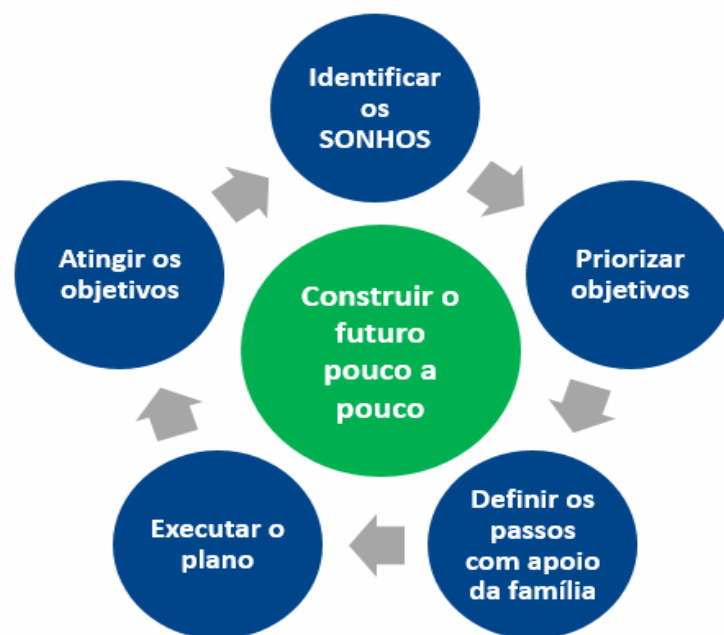 Identificar
os
SONHOS
Priorizar
objetivos
Definir os
passos
com apoio
da família
Executar o
plano
Atingir os
objetivos
Construir o
futuro
pouco a
pouco